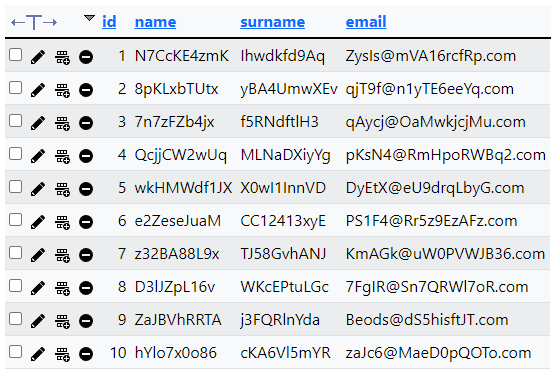 id name surname email
1 N7CcKE4zmK Ihwdkfd9Aq ZysIs@mVA16rcfRp.com
2 8pKLxbTUtx yBA4UmwXEv qjT9f@n1yTE6eeYq.com
3 7n7zFZb4jx f5RNdftlH3 qAycj@OaMwkjcjMu.com
4 QcjjCW2wUq MLNaDXiyYg pKsN4@RmHpoRWBq2.com
5 wkHMWdf1JX X0wI1InnVD DyEtX@eU9drqLbyG.com
6 e2ZeseJuaM CC12413xyE PS1F4@Rr5z9EzAFz.com
7 z32BA88L9x TJ58GvhANJ KmAGk@uW0PVWJB36.com
8 D3lJZpL16v WKcEPtuLGc 7FgIR@Sn7QRWl7oR.com
9 ZaJBVhRRTA j3FQRlnYda Beods@dS5hisftJT.com
10 hYlo7x0o86 cKA6Vl5mYR zaJc6@MaeD0pQOTo.com